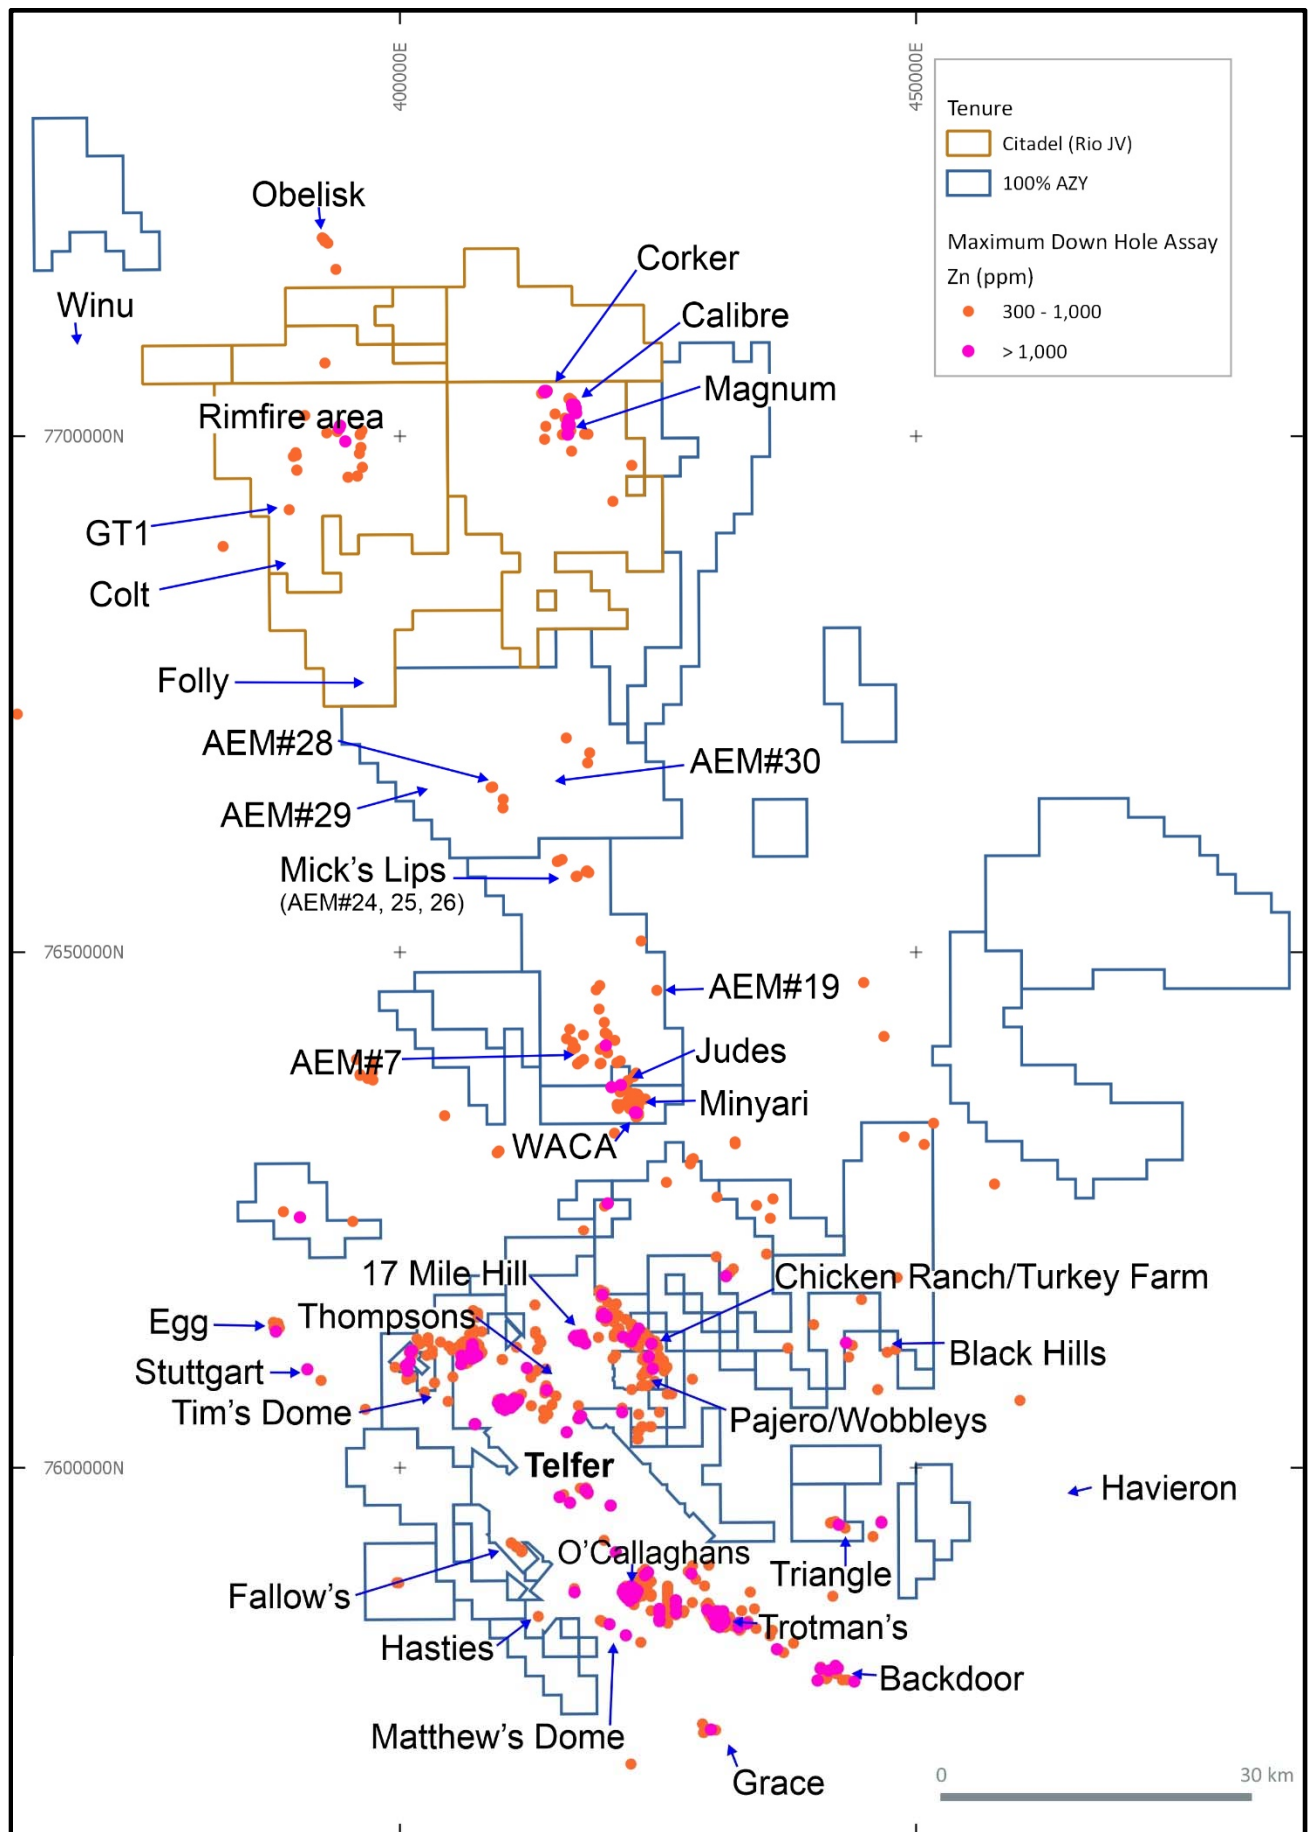 400000E
450000E
Tenure
Citadel (Rio JV)
100% AZY
Maximum Down Hole Assay
Zn (ppm)
300 - 1,000
> 1,000
Obelisk
Corker
Winu
Calibre
Magnum
Rimfire area
7700000N
GT1
Colt
Folly
AEM#28
AEM#30
AEM#29
Mick's Lips
(AEM#24, 25, 26)
7650000N
AEM#19
Judes
AEM#7
Minyari
WACA
17 Mile Hill
Chicken Ranch/Turkey Farm
Thompsons
Egg
Black Hills
Stuttgart
Tim's Dome
Pajero/Wobbleys
Telfer
7600000N
Havieron
O'Callaghans
Triangle
Fallow's
Trotman's
Hasties
Backdoor
Matthew's Dome
Grace
0
30 km